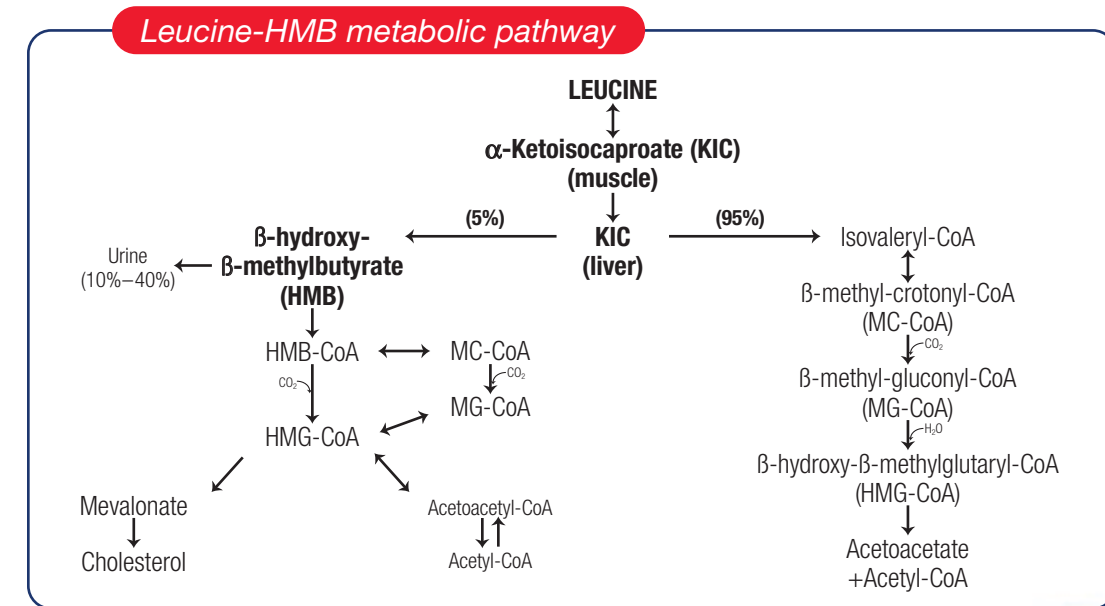 Leucine-HMB metabolic pathway
LEUCINE
α-Ketoisocaproate (KIC)
(muscle)
(5%)
(95%)
KIC
(liver)
ß-hydroxy-
ß-methylbutyrate
(HMB)
Urine
(10%–40%)
HMB-CoA
MC-CoA
CO₂
CO₂
MG-CoA
HMG-CoA
Mevalonate
Cholesterol
Acetoacetyl-CoA
Acetyl-CoA
Isovaleryl-CoA
ß-methyl-crotonyl-CoA
(MC-CoA)
CO₂
ß-methyl-gluconyl-CoA
(MG-CoA)
H₂O
ß-hydroxy-ß-methylglutaryl-CoA
(HMG-CoA)
Acetoacetate
+Acetyl-CoA